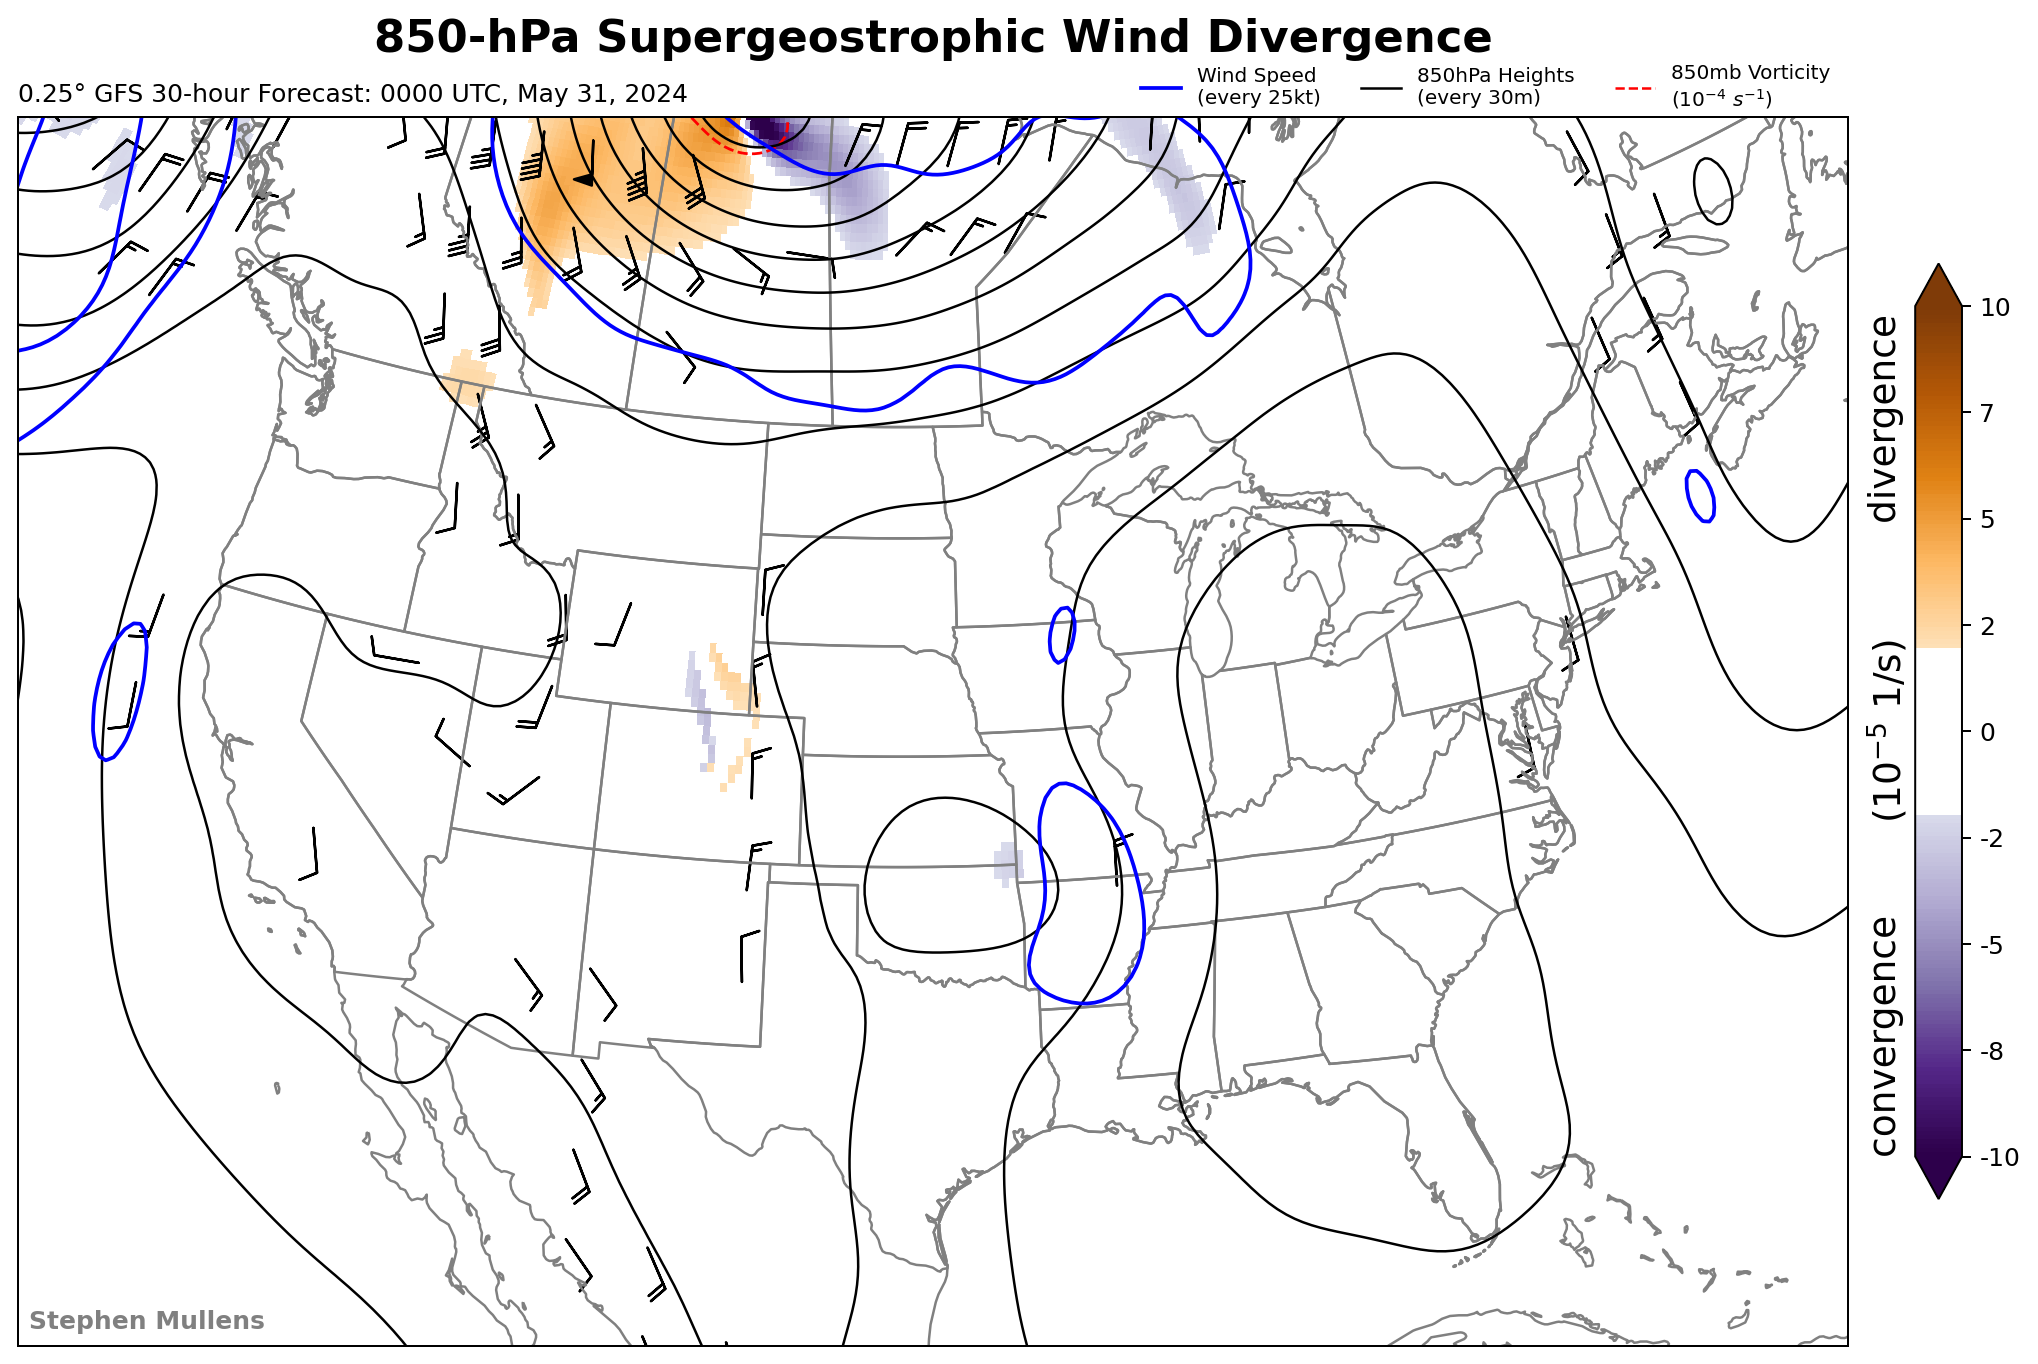 850-hPa Supergeostrophic Wind Divergence
0.25° GFS 30-hour Forecast: 0000 UTC, May 31, 2024
Wind Speed
(every 25kt)
850hPa Heights
(every 30m)
850mb Vorticity
(10⁻⁴ s⁻¹)
10
7
5
2
0
-2
-5
-8
-10
convergence (10⁻⁵ 1/s) divergence
Stephen Mullens